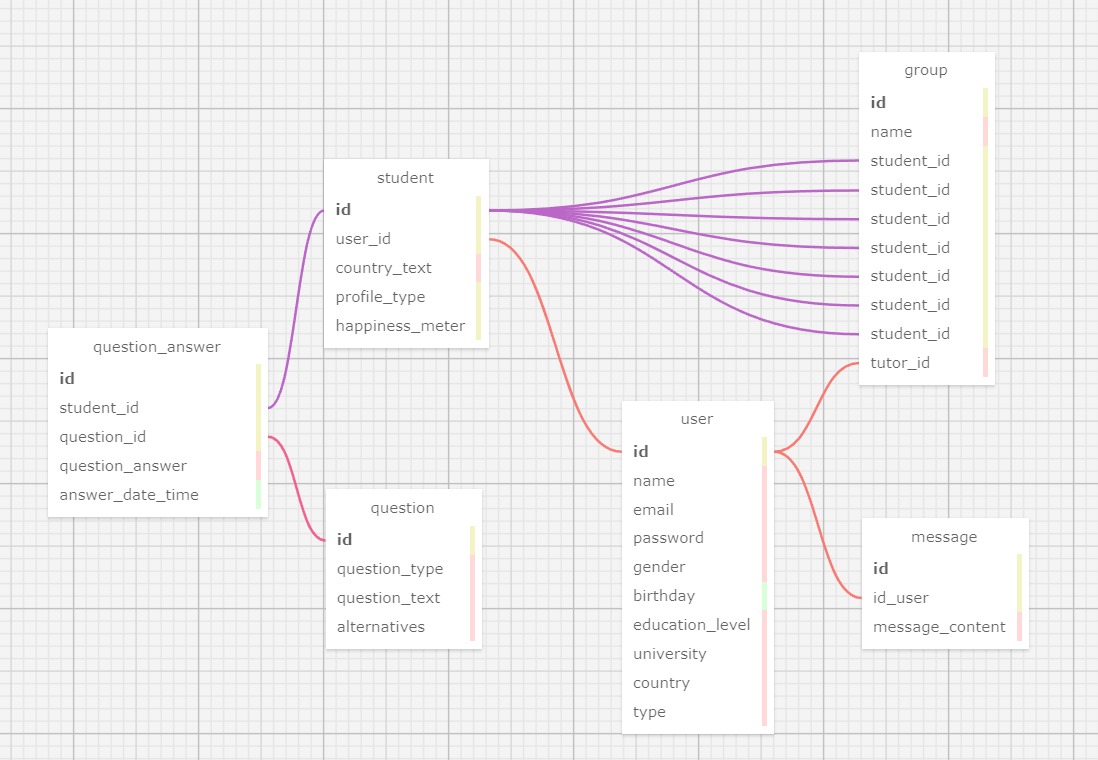 group
id
name
student_id
student_id
student_id
student_id
student_id
student_id
student_id
tutor_id
student
id
user_id
country_text
profile_type
happiness_meter
question_answer
id
student_id
question_id
question_answer
answer_date_time
user
id
name
email
password
gender
birthday
education_level
university
country
type
question
id
question_type
question_text
alternatives
message
id
id_user
message_content